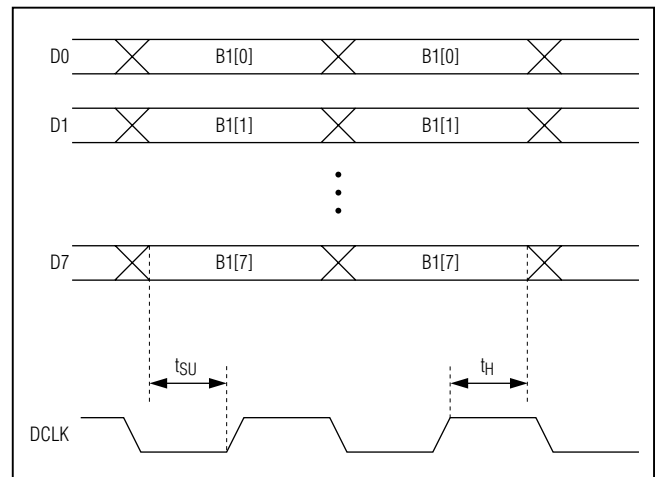 D0 B1[0] B1[0]
D1 B1[1] B1[1]
D7 B1[7] B1[7]
tSU tH
DCLK